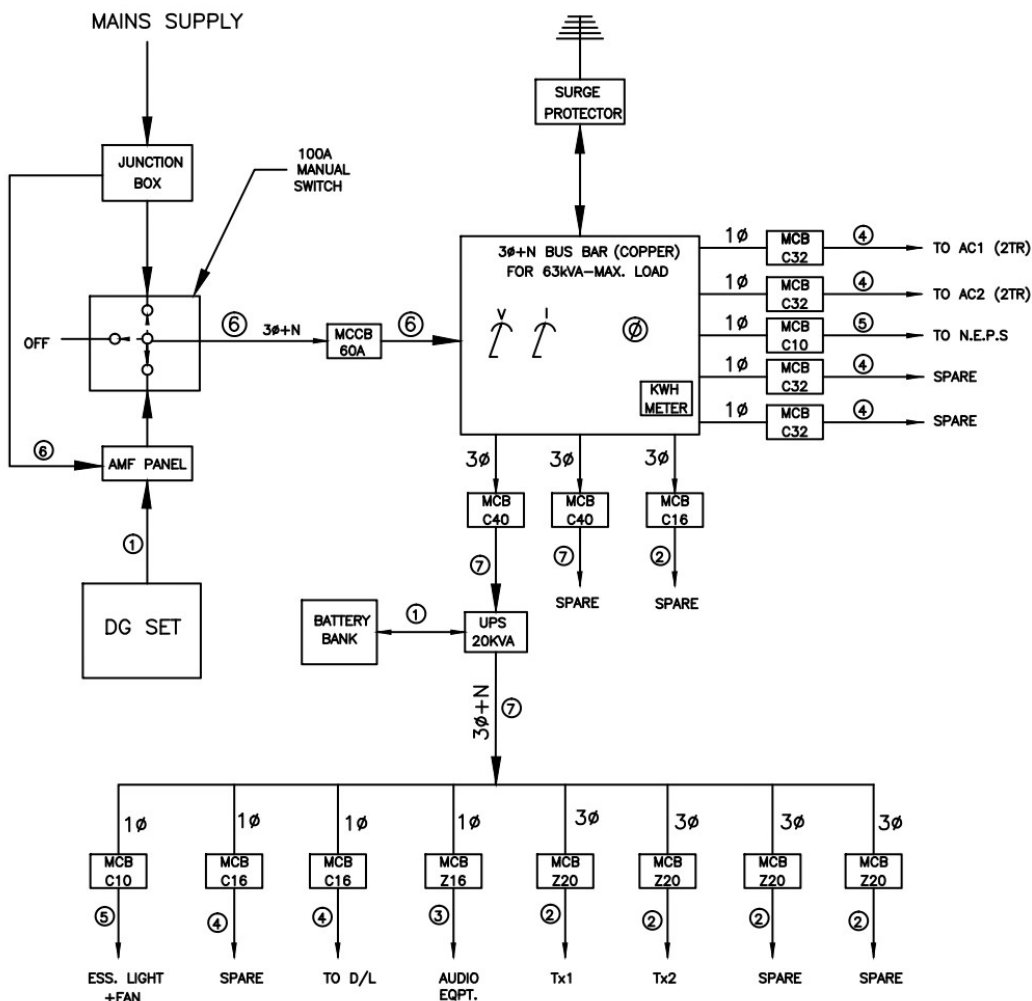 MAINS SUPPLY
SURGE
PROTECTOR
JUNCTION
BOX
100A
MANUAL
SWITCH
3ø+N BUS BAR (COPPER)
FOR 63kVA-MAX. LOAD
V
I
Ø
KWH
METER
1Ø
MCB
C32
4
TO AC1 (2TR)
1Ø
MCB
C32
4
TO AC2 (2TR)
1Ø
MCB
C10
5
TO N.E.P.S
1Ø
MCB
C32
4
SPARE
1Ø
MCB
C32
4
SPARE
OFF
6
3ø+N
MCCB
60A
6
6
AMF PANEL
1
DG SET
3Ø
3Ø
3Ø
MCB
C40
MCB
C40
MCB
C16
7
7
2
SPARE
SPARE
BATTERY
BANK
1
UPS
20KVA
3ø+N
7
1Ø
1Ø
1Ø
1Ø
3Ø
3Ø
3Ø
3Ø
MCB
C10
MCB
C16
MCB
C16
MCB
Z16
MCB
Z20
MCB
Z20
MCB
Z20
MCB
Z20
5
4
4
3
2
2
2
2
ESS. LIGHT
+FAN
SPARE
TO D/L
AUDIO
EQPT.
Tx1
Tx2
SPARE
SPARE